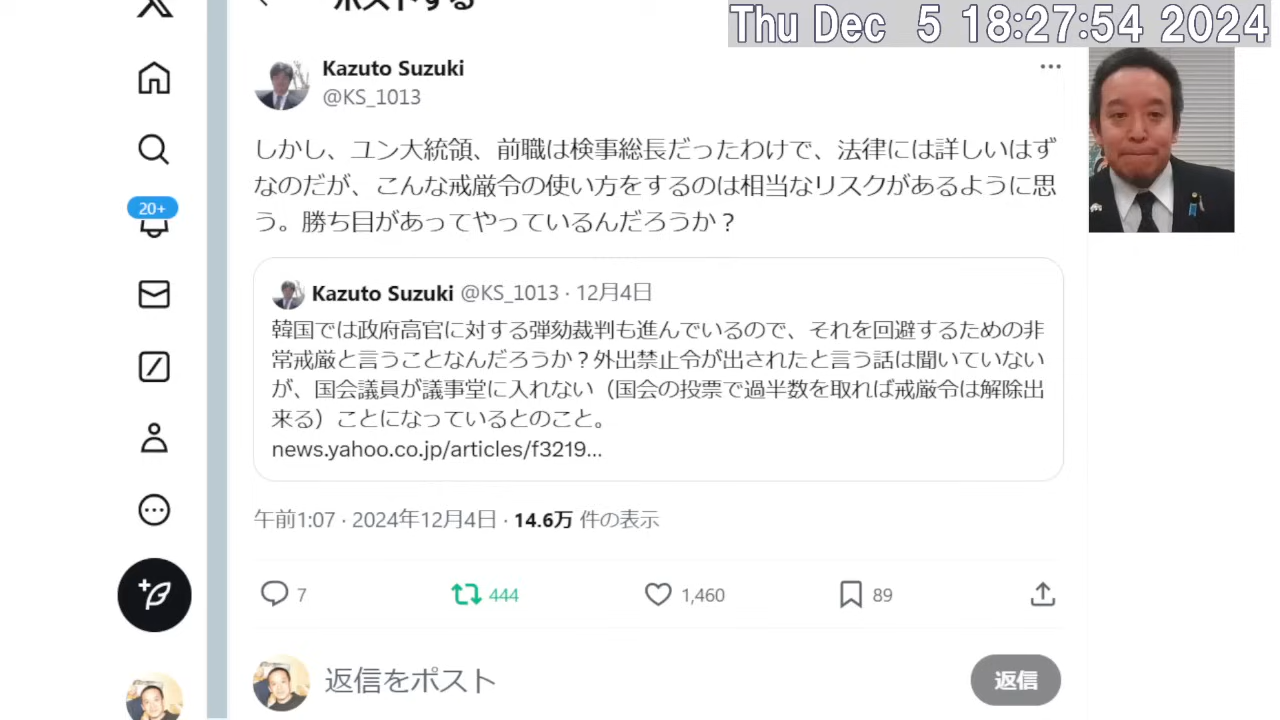 ポストする
Thu Dec 5 18:27:54 2024
Kazuto Suzuki
@KS_1013
しかし、ユン大統領、前職は検事総長だったわけで、法律には詳しいはず
なのだが、こんな戒厳令の使い方をするのは相当なリスクがあるように思
う。勝ち目があってやっているんだろうか？
20+
Kazuto Suzuki @KS_1013 · 12月4日
韓国では政府高官に対する弾劾裁判も進んでいるので、それを回避するための非
常戒厳と言うことなんだろうか？外出禁止令が出されたと言う話は聞いていない
が、国会議員が議事堂に入れない（国会の投票で過半数を取れば戒厳令は解除出
来る）ことになっているとのこと。
news.yahoo.co.jp/articles/f3219...
午前1:07 · 2024年12月4日 · 14.6万 件の表示
7 444 1,460 89
返信をポスト
返信